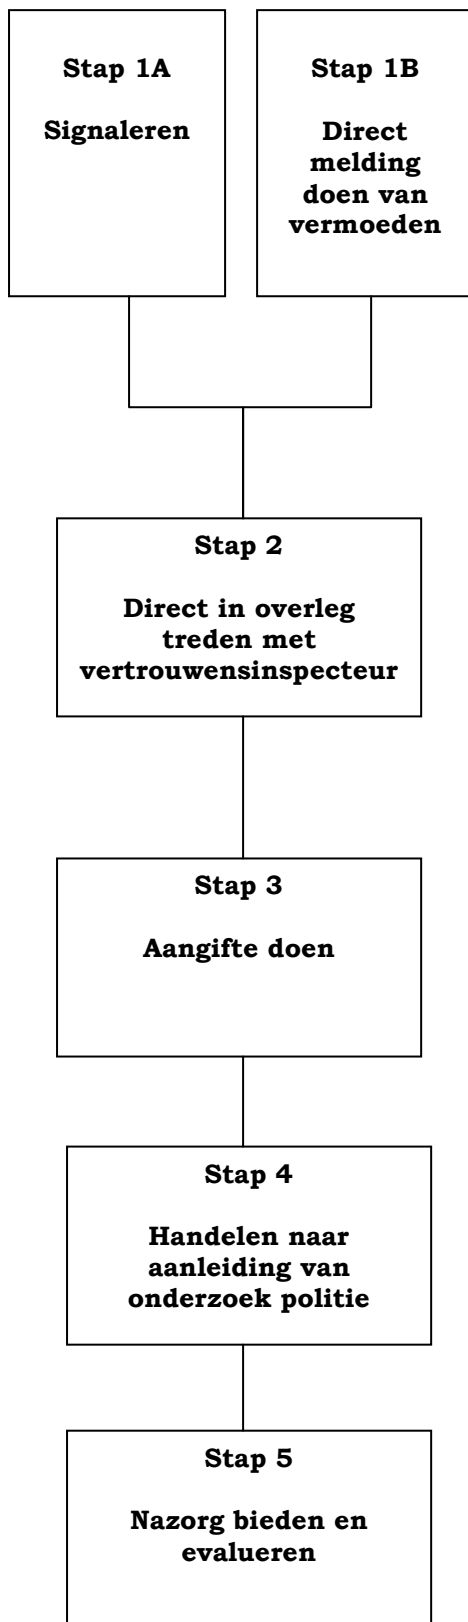 Stap 1A
Signaleren
Stap 1B
Direct
melding
doen van
vermoeden
Stap 2
Direct in overleg
treden met
vertrouwensinspecteur
Stap 3
Aangifte doen
Stap 4
Handelen naar
aanleiding van
onderzoek politie
Stap 5
Nazorg bieden en
evalueren